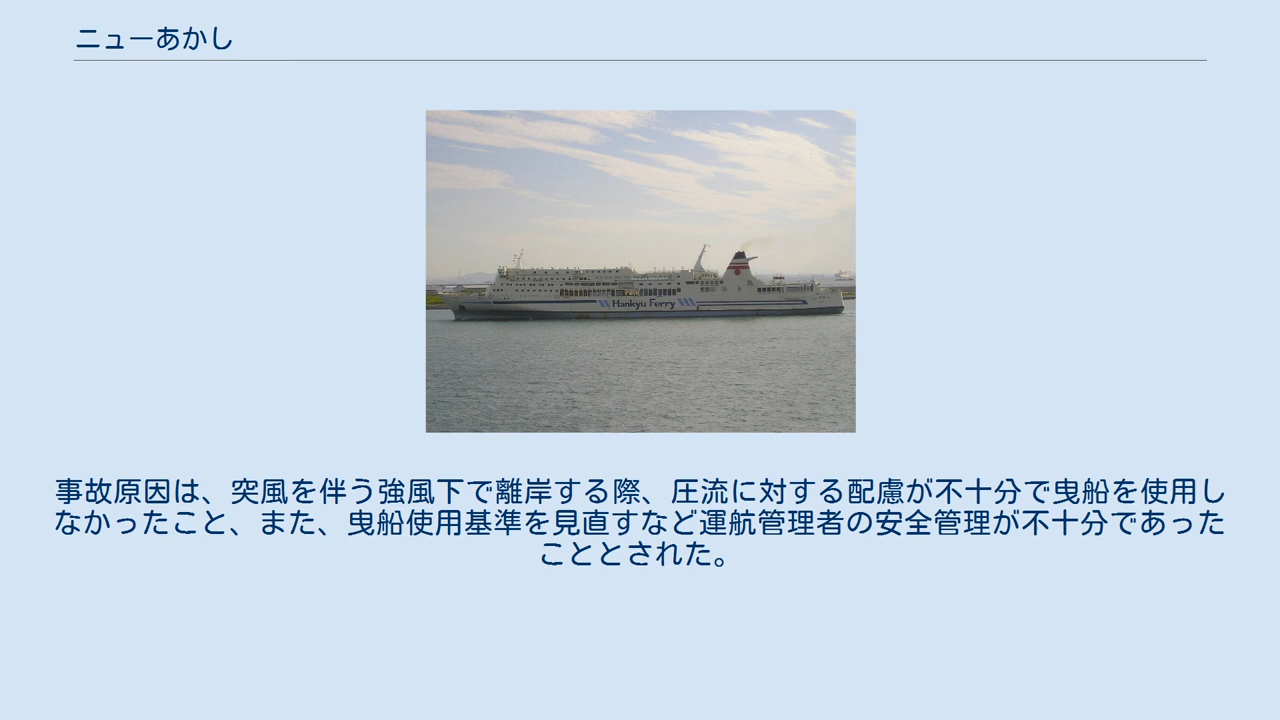 ニューあかし
Hankyu Ferry
事故原因は、突風を伴う強風下で離岸する際、圧流に対する配慮が不十分で曳船を使用し
なかったこと、また、曳船使用基準を見直すなど運航管理者の安全管理が不十分であった
こととされた。